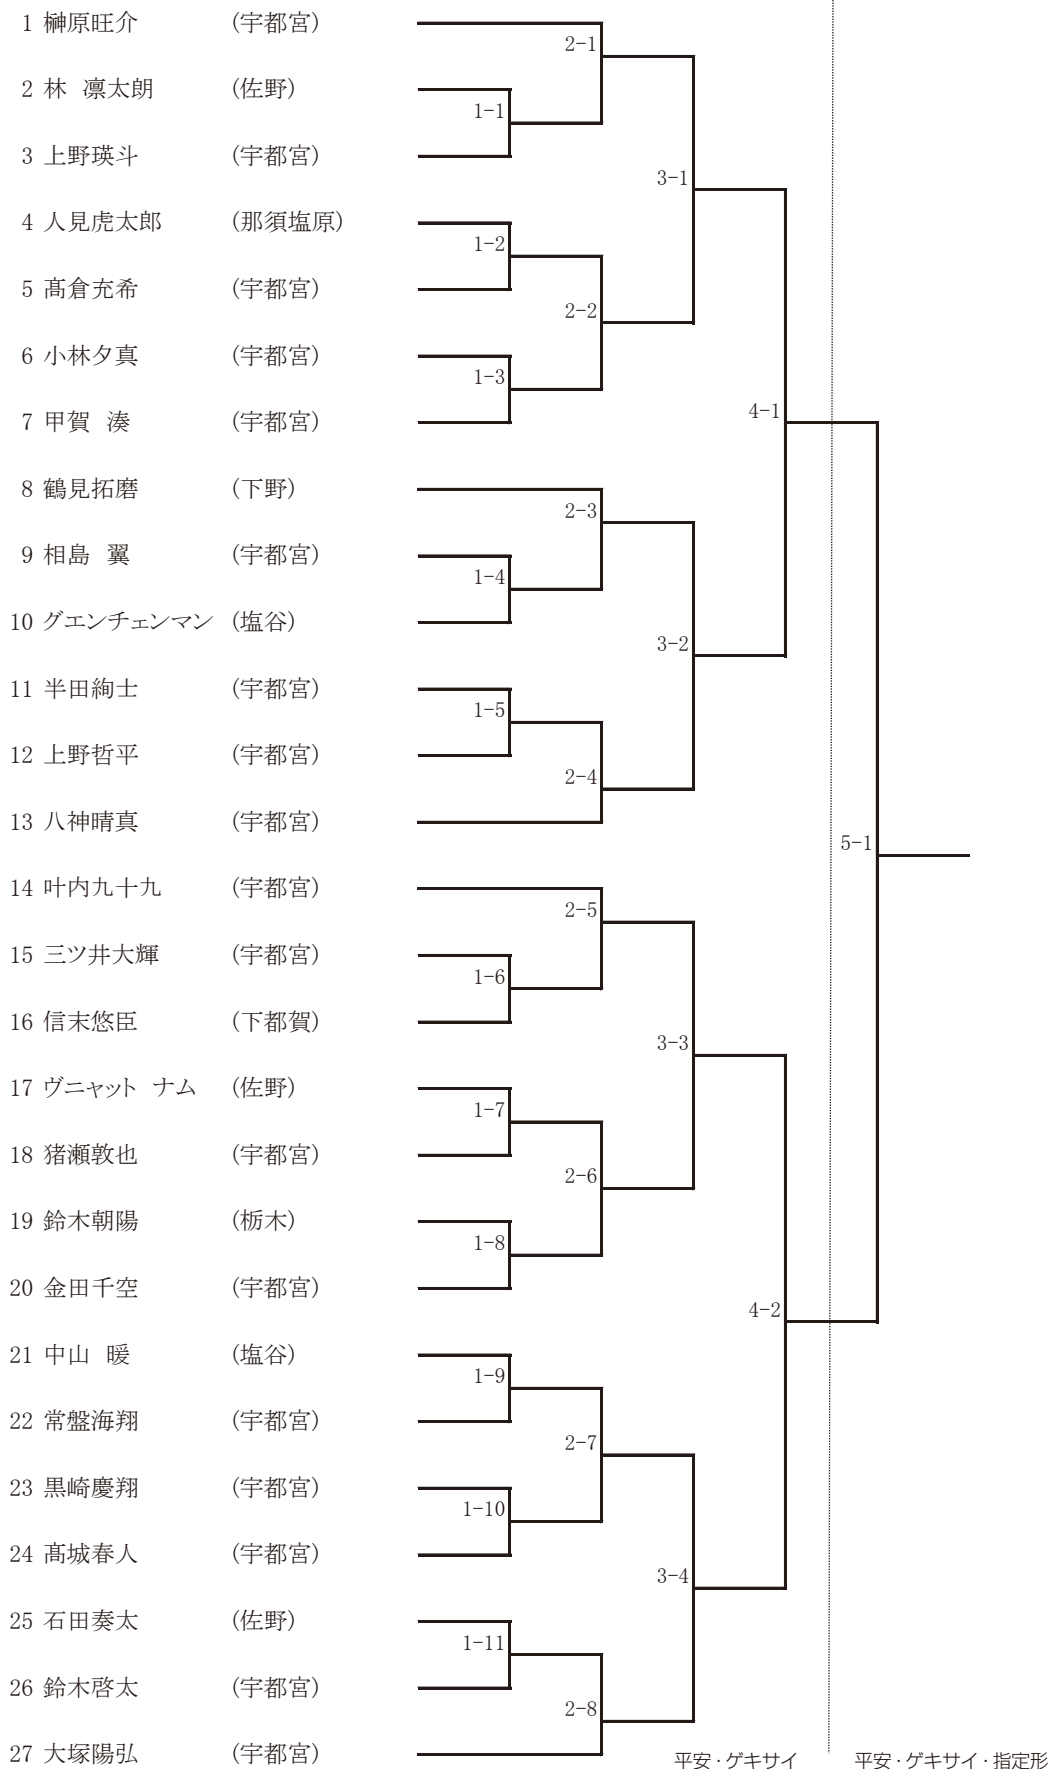 1 榊原旺介 (宇都宮)
2-1
2 林 凛太朗 (佐野)
1-1
3 上野瑛斗 (宇都宮)
3-1
4 人見虎太郎 (那須塩原)
1-2
5 髙倉充希 (宇都宮)
2-2
6 小林夕真 (宇都宮)
1-3
7 甲賀 湊 (宇都宮)
4-1
8 鶴見拓磨 (下野)
2-3
9 相島 翼 (宇都宮)
1-4
10 グエンチェンマン (塩谷)
3-2
11 半田絢士 (宇都宮)
1-5
12 上野哲平 (宇都宮)
2-4
13 八神晴真 (宇都宮)
5-1
14 叶内九十九 (宇都宮)
2-5
15 三ツ井大輝 (宇都宮)
1-6
16 信末悠臣 (下都賀)
3-3
17 ヴニャット ナム (佐野)
1-7
18 猪瀬敦也 (宇都宮)
2-6
19 鈴木朝陽 (栃木)
1-8
20 金田千空 (宇都宮)
4-2
21 中山 暖 (塩谷)
1-9
22 常盤海翔 (宇都宮)
2-7
23 黒崎慶翔 (宇都宮)
1-10
24 髙城春人 (宇都宮)
3-4
25 石田奏太 (佐野)
1-11
26 鈴木啓太 (宇都宮)
2-8
27 大塚陽弘 (宇都宮)
平安・ゲキサイ 平安・ゲキサイ・指定形